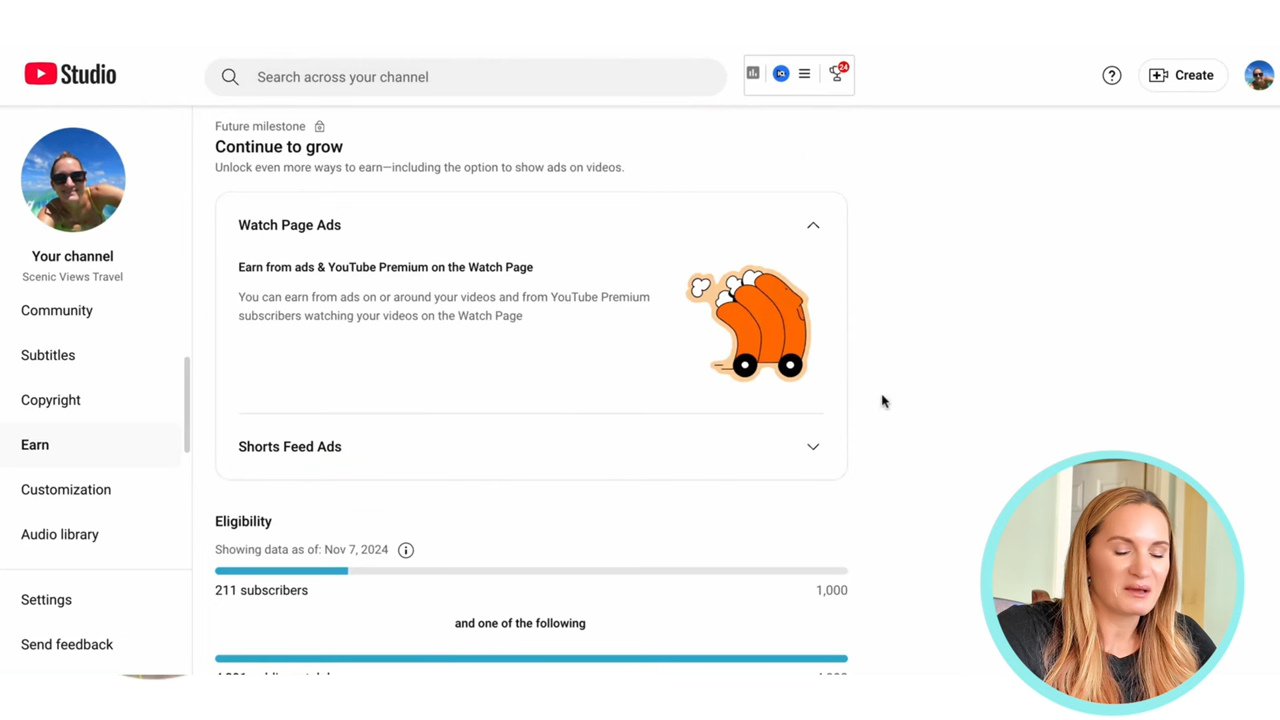 Studio
Search across your channel
IQ
24
Create
Future milestone
Continue to grow
Unlock even more ways to earn—including the option to show ads on videos.
Your channel
Scenic Views Travel
Community
Subtitles
Copyright
Earn
Customization
Audio library
Settings
Send feedback
Watch Page Ads
Earn from ads & YouTube Premium on the Watch Page
You can earn from ads on or around your videos and from YouTube Premium
subscribers watching your videos on the Watch Page
Shorts Feed Ads
Eligibility
Showing data as of: Nov 7, 2024
211 subscribers
1,000
and one of the following